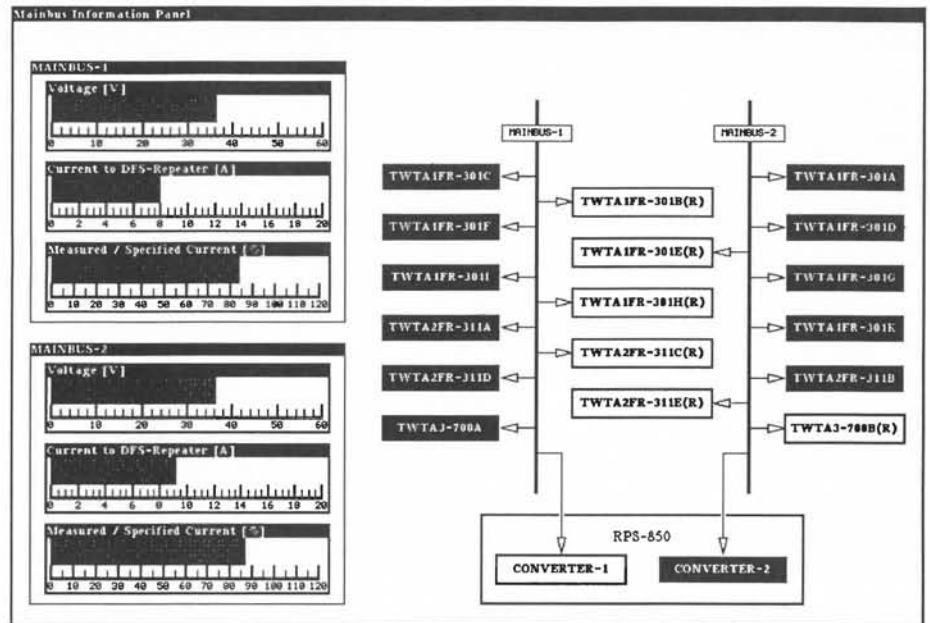 Mainbus Information Panel
MAINBUS-1
Voltage [V]
0 10 20 30 40 50 60
Current to DFS-Repeater [A]
0 2 4 6 8 10 12 14 16 18 20
Measured / Specified Current [%]
0 10 20 30 40 50 60 70 80 90 100 110 120
MAINBUS-2
Voltage [V]
0 10 20 30 40 50 60
Current to DFS-Repeater [A]
0 2 4 6 8 10 12 14 16 18 20
Measured / Specified Current [%]
0 10 20 30 40 50 60 70 80 90 100 110 120
MAINBUS-1
MAINBUS-2
TWTA1FR-301C
TWTA1FR-301A
TWTA1FR-301B(R)
TWTA1FR-301F
TWTA1FR-301D
TWTA1FR-301E(R)
TWTA1FR-301I
TWTA1FR-301G
TWTA1FR-301H(R)
TWTA2FR-311A
TWTA1FR-301K
TWTA2FR-311C(R)
TWTA2FR-311D
TWTA2FR-311B
TWTA2FR-311E(R)
TWTA3-700A
TWTA3-700B(R)
RPS-850
CONVERTER-1
CONVERTER-2